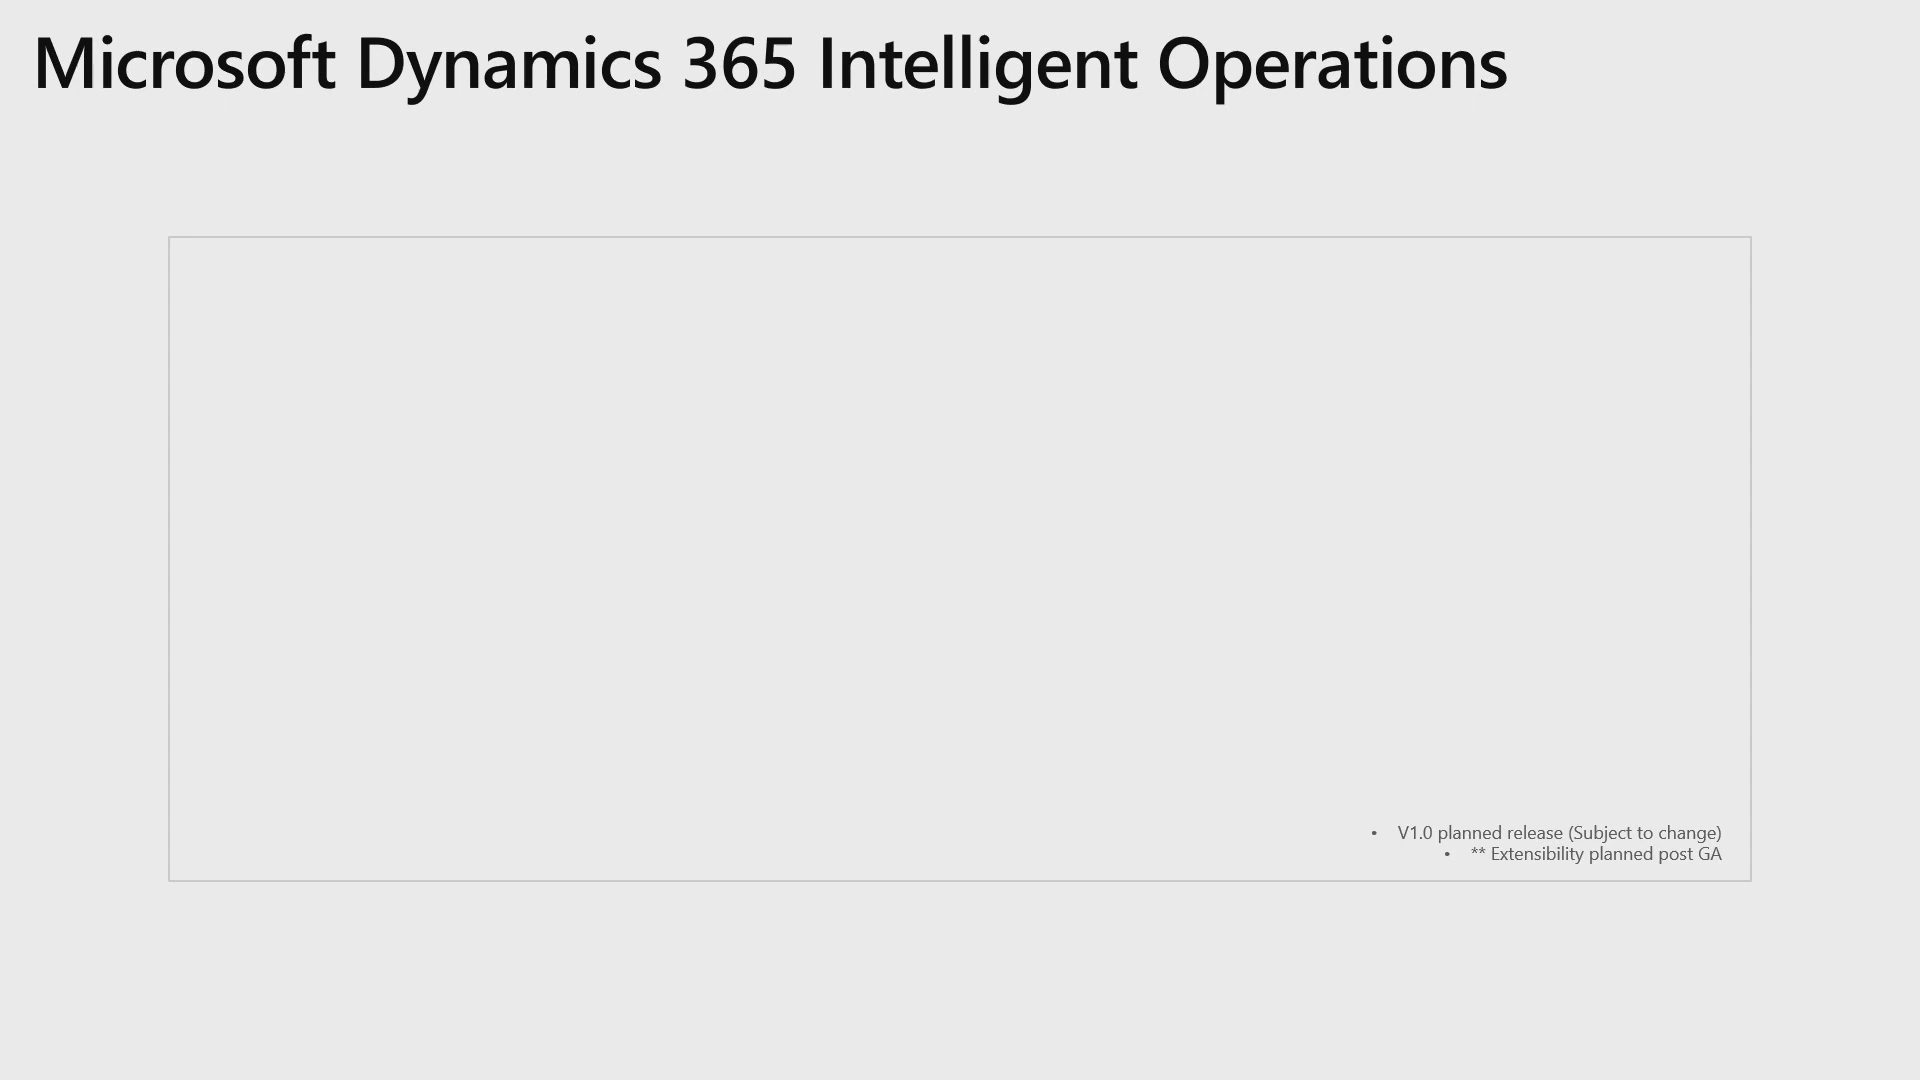 Microsoft Dynamics 365 Intelligent Operations
• V1.0 planned release (Subject to change)
• ** Extensibility planned post GA